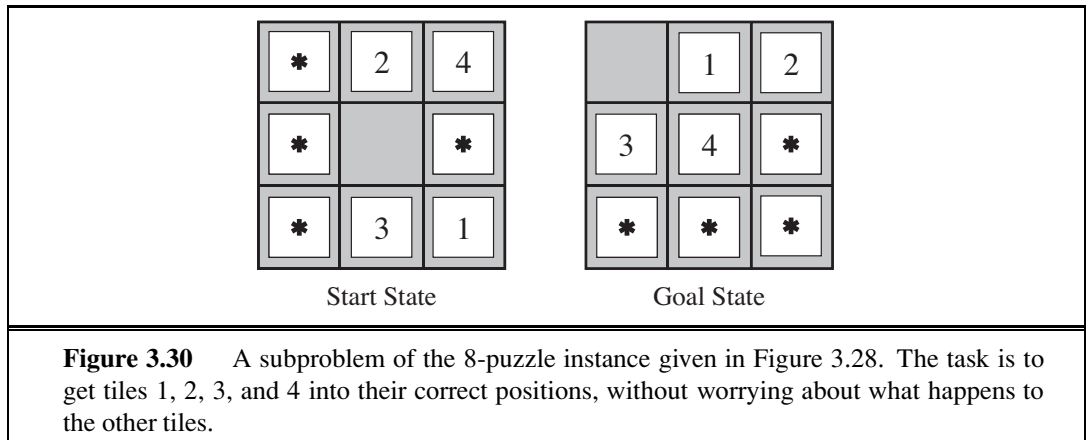 * 2 4
* *
* 3 1
Start State
1 2
3 4 *
* * *
Goal State
Figure 3.30 A subproblem of the 8-puzzle instance given in Figure 3.28. The task is to
get tiles 1, 2, 3, and 4 into their correct positions, without worrying about what happens to
the other tiles.